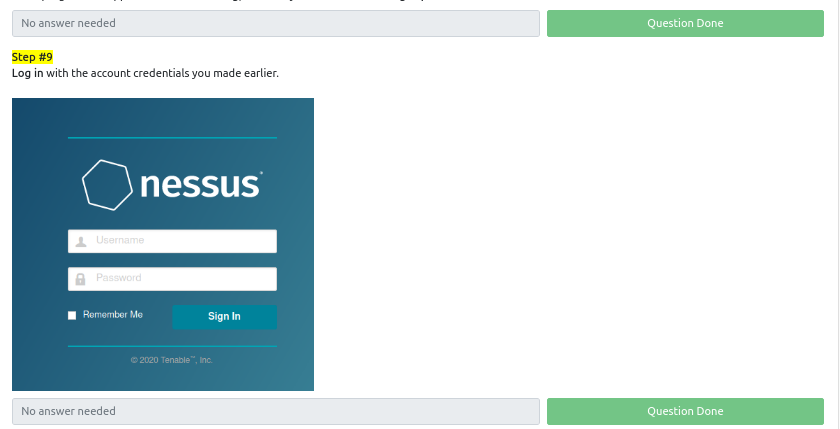 No answer needed
Question Done
Step #9
Log in with the account credentials you made earlier.
nessus
Username
Password
Remember Me
Sign In
© 2020 Tenable™, Inc.
No answer needed
Question Done